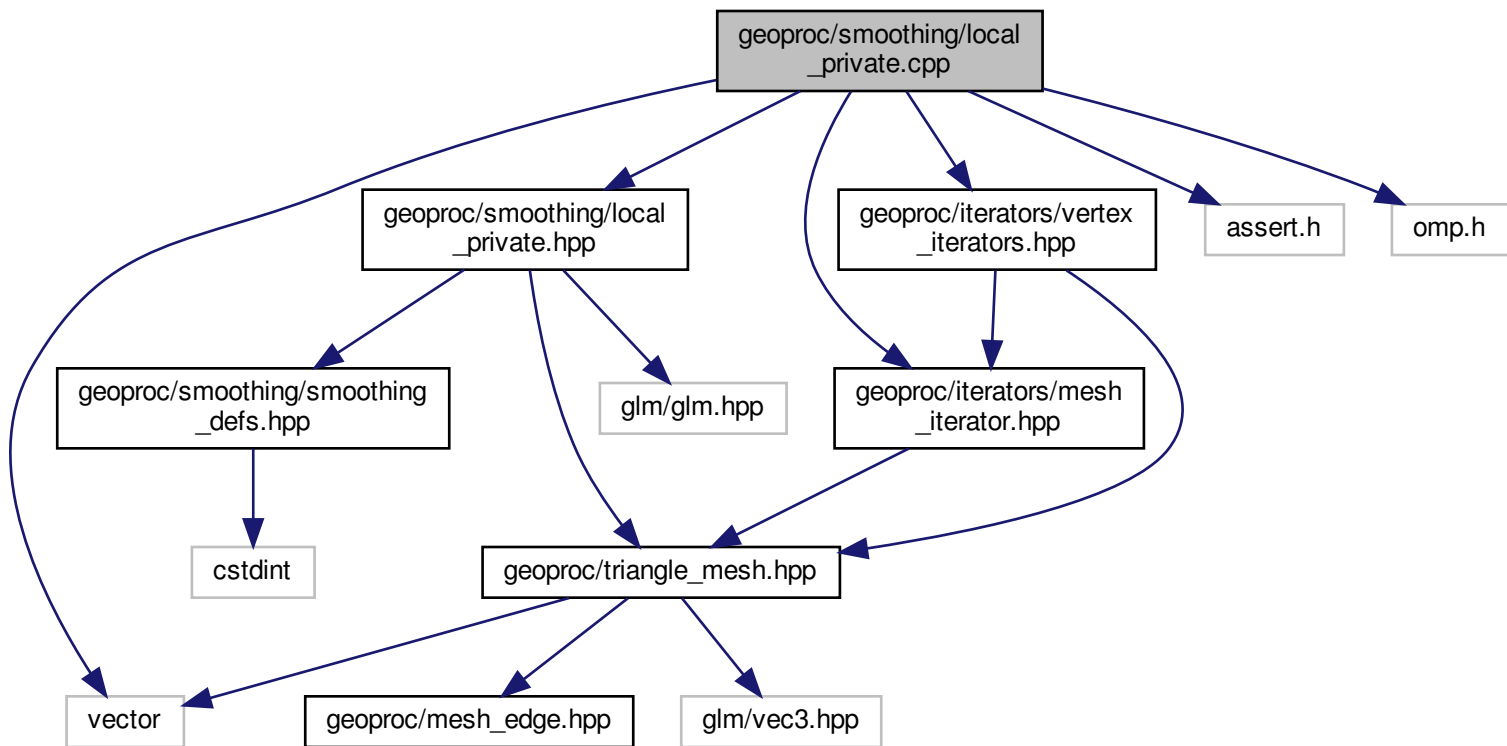 geoproc/smoothing/local
_private.cpp
geoproc/smoothing/local
_private.hpp
geoproc/iterators/vertex
_iterators.hpp
assert.h
omp.h
geoproc/smoothing/smoothing
_defs.hpp
glm/glm.hpp
geoproc/iterators/mesh
_iterator.hpp
cstdint
geoproc/triangle_mesh.hpp
vector
geoproc/mesh_edge.hpp
glm/vec3.hpp